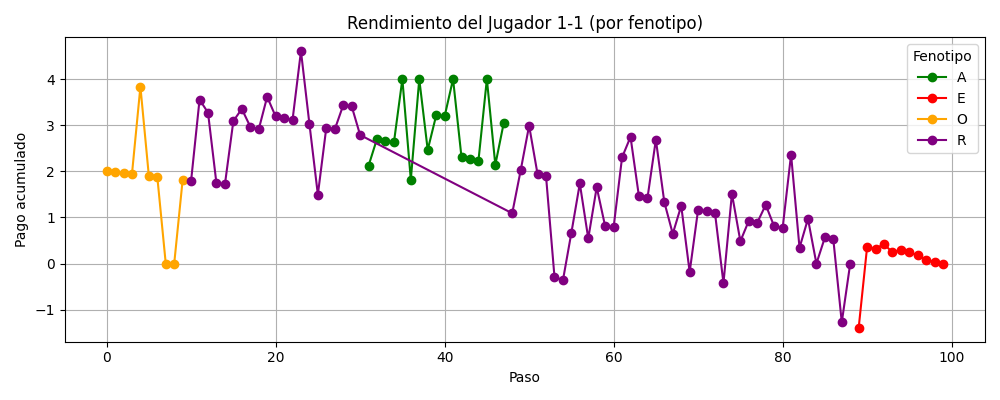 Rendimiento del Jugador 1-1 (por fenotipo)
Pago acumulado
4
3
2
1
0
−1
0
20
40
60
80
100
Paso
Fenotipo
A
E
O
R